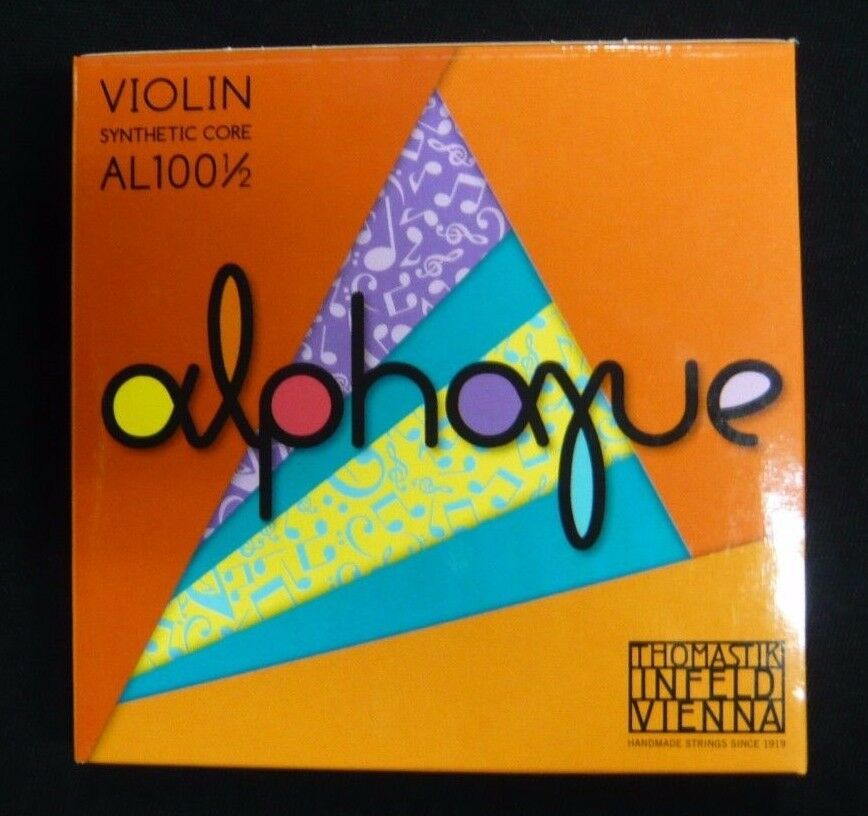 VIOLIN
SYNTHETIC CORE
AL100½
alphayue
THOMASTIK
INFELD
VIENNA
HANDMADE STRINGS SINCE 1919